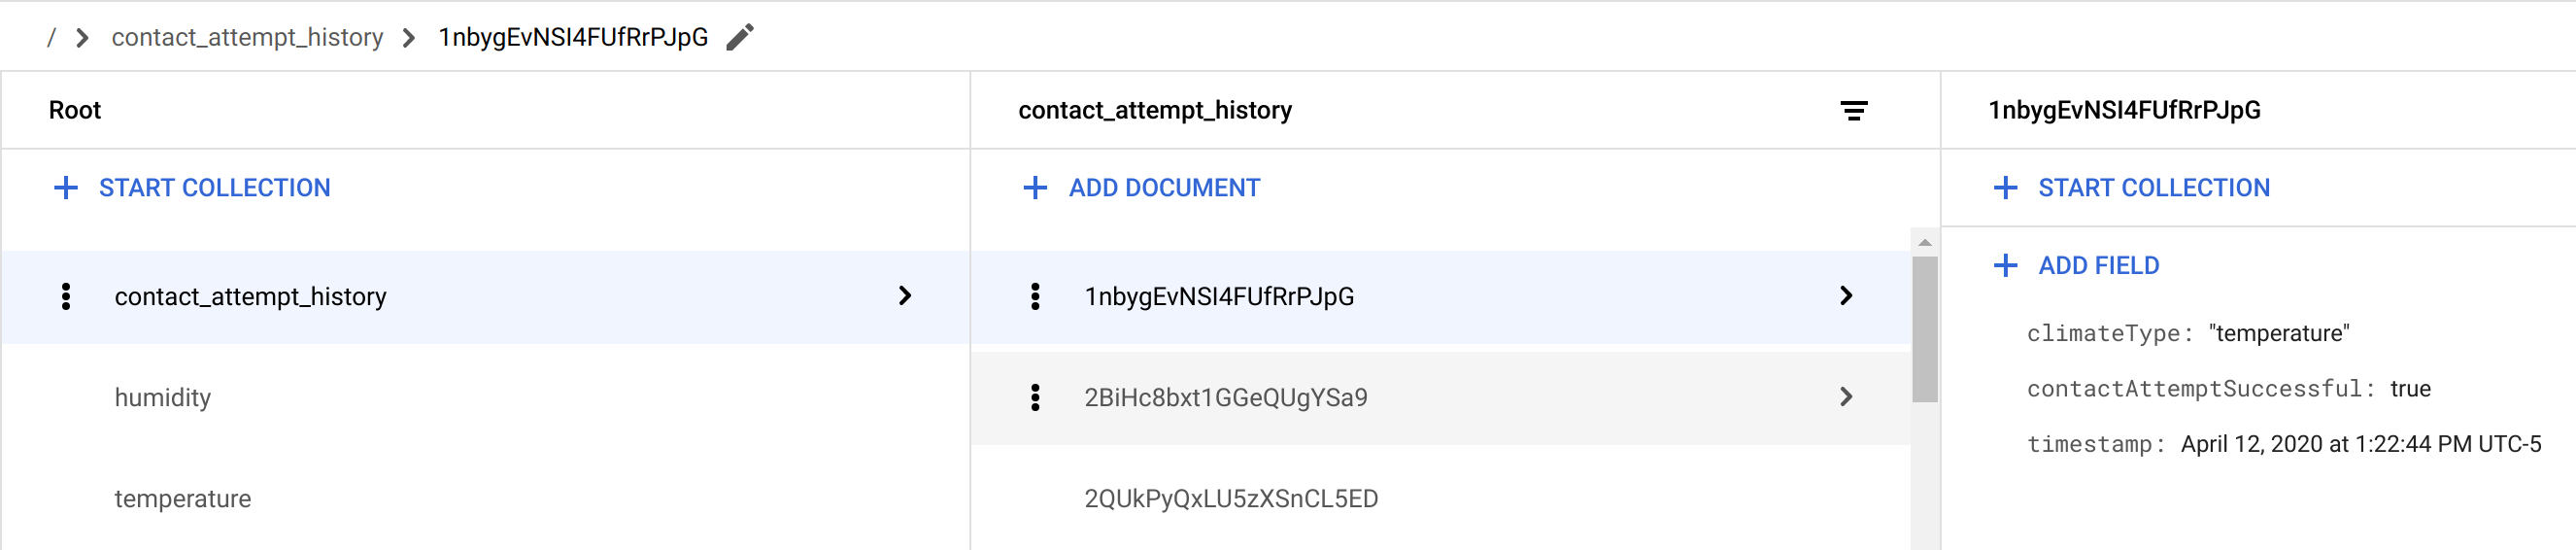 / > contact_attempt_history > 1nbygEvNSI4FUfRrPJpG
Root
contact_attempt_history
1nbygEvNSI4FUfRrPJpG
+ START COLLECTION
+ ADD DOCUMENT
+ START COLLECTION
+ ADD FIELD
contact_attempt_history
1nbygEvNSI4FUfRrPJpG
climateType: "temperature"
humidity
2BiHc8bxt1GGeQUgYSa9
contactAttemptSuccessful: true
timestamp: April 12, 2020 at 1:22:44 PM UTC-5
temperature
2QUkPyQxLU5zXSnCL5ED